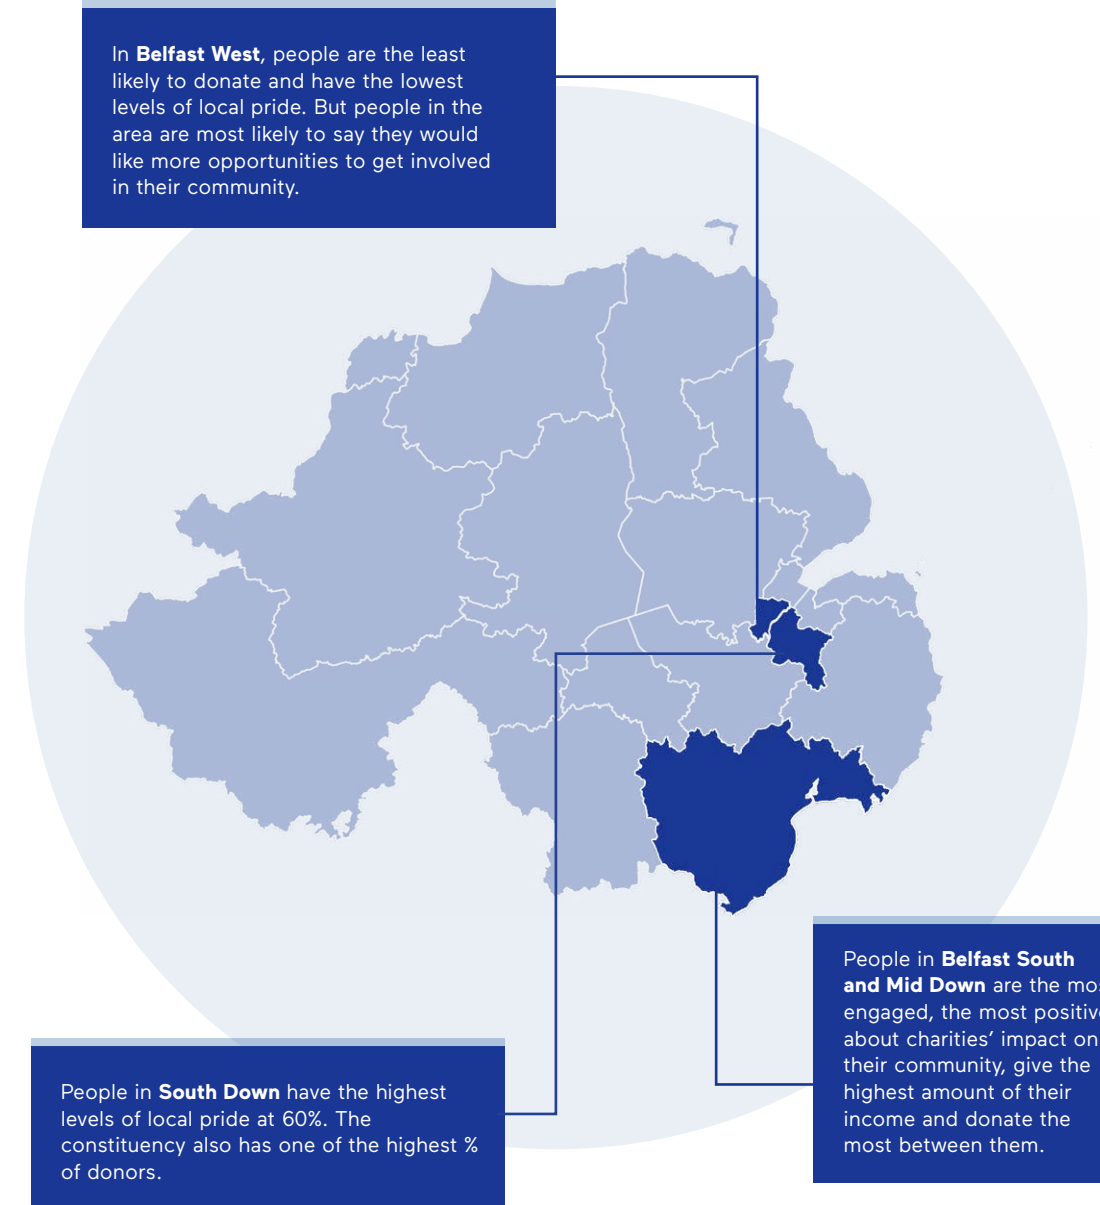 In Belfast West, people are the least
likely to donate and have the lowest
levels of local pride. But people in the
area are most likely to say they would
like more opportunities to get involved
in their community.
People in Belfast South
and Mid Down are the mos
engaged, the most positive
about charities’ impact on
their community, give the
highest amount of their
income and donate the
most between them.
People in South Down have the highest
levels of local pride at 60%. The
constituency also has one of the highest %
of donors.